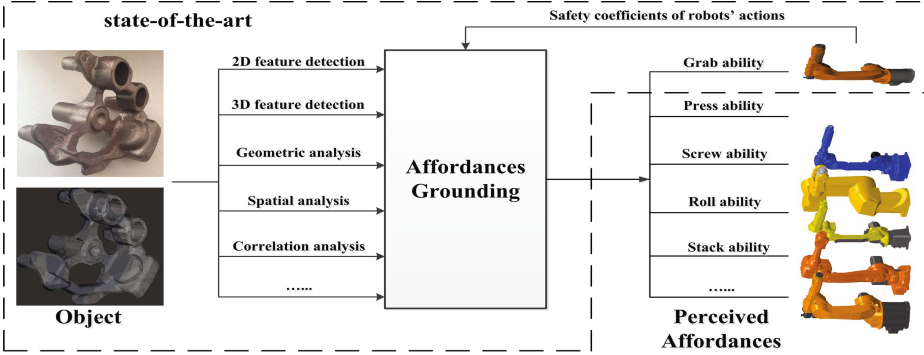 state-of-the-art
Safety coefficients of robots' actions
2D feature detection
3D feature detection
Geometric analysis
Spatial analysis
Correlation analysis
…...
Object
Affordances
Grounding
Grab ability
Press ability
Screw ability
Roll ability
Stack ability
…...
Perceived
Affordances